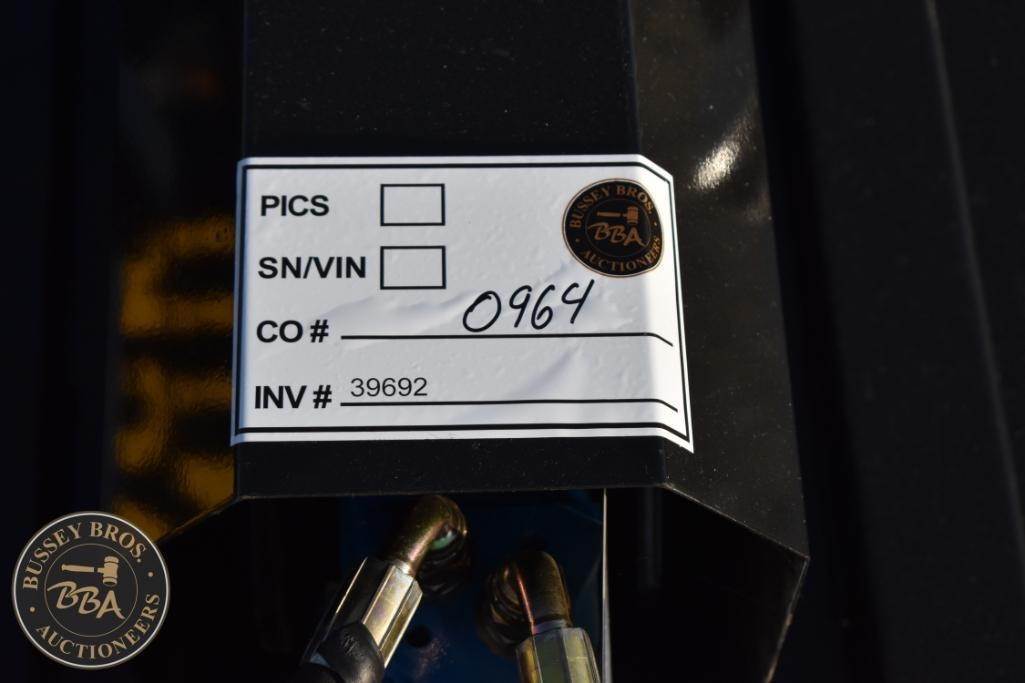 PICS
BUSSEY BROS.
BBA
AUCTIONEERS
SN/VIN
CO # 0964
INV # 39692
BUSSEY BROS.
BBA
AUCTIONEERS